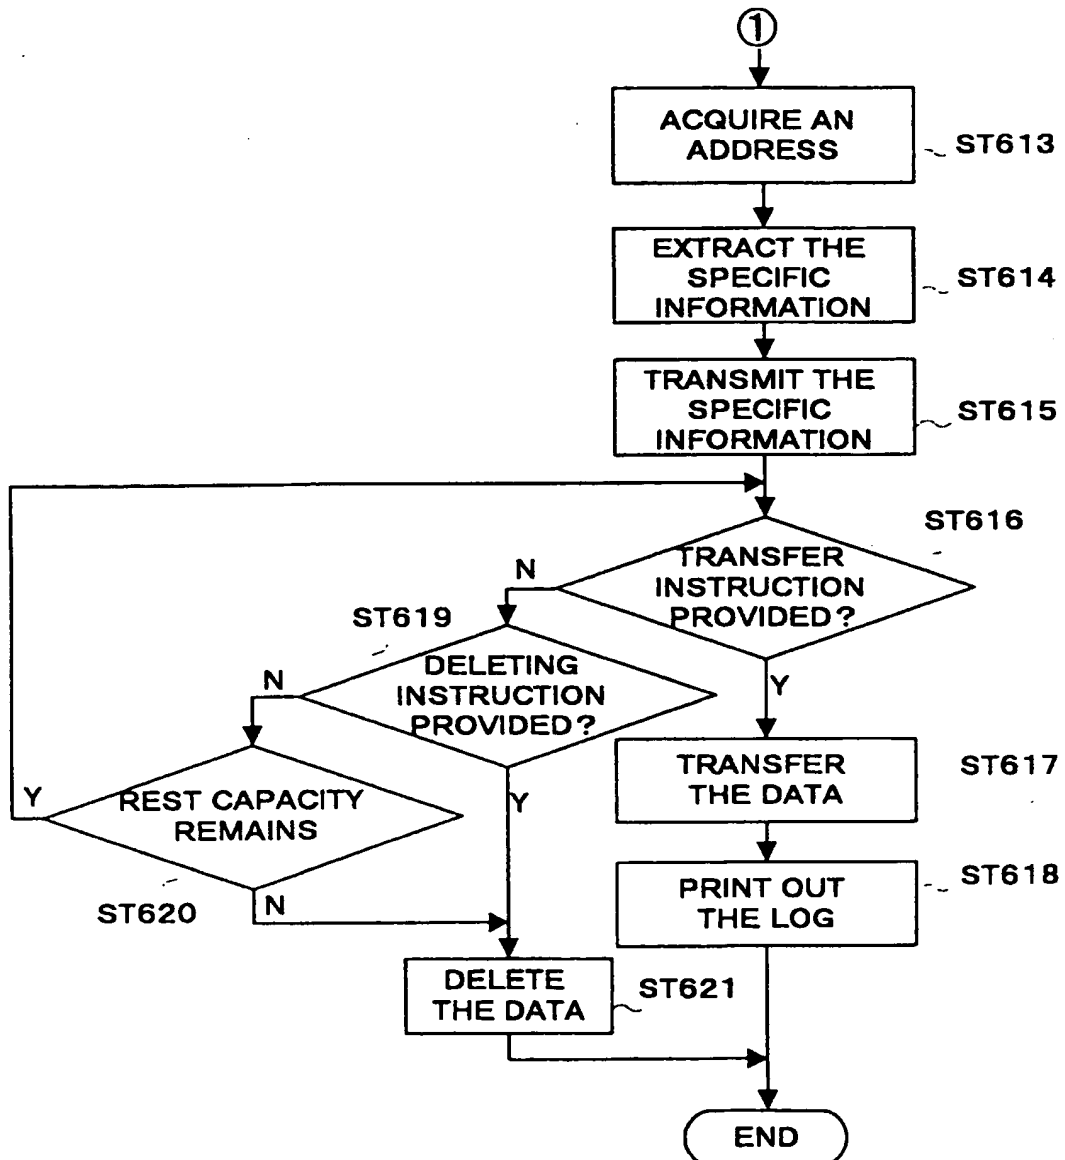 1
ACQUIRE AN
ADDRESS
ST613
EXTRACT THE
SPECIFIC
INFORMATION
ST614
TRANSMIT THE
SPECIFIC
INFORMATION
ST615
ST616
TRANSFER
INSTRUCTION
PROVIDED?
N
Y
ST619
DELETING
INSTRUCTION
PROVIDED?
N
Y
TRANSFER
THE DATA
ST617
REST CAPACITY
REMAINS
Y
N
ST620
PRINT OUT
THE LOG
ST618
DELETE
THE DATA
ST621
END